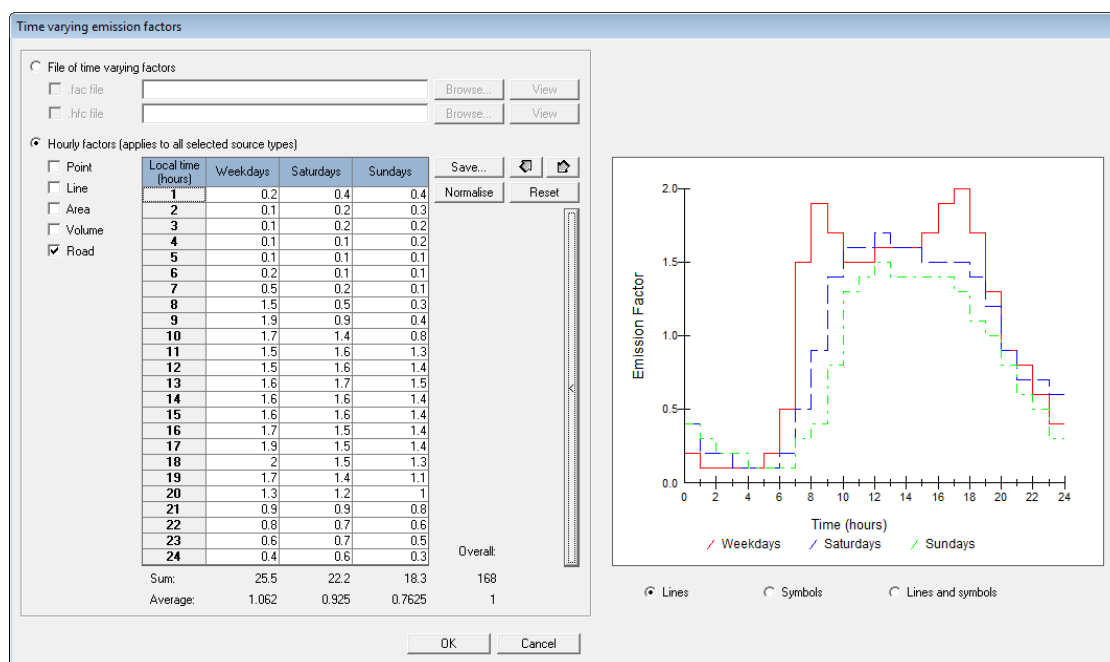 Time varying emission factors
File of time varying factors
.fac file Browse... View
.hfc file Browse... View
Hourly factors (applies to all selected source types)
Point
Line
Area
Volume
Road
Local time (hours) Weekdays Saturdays Sundays
1 0.2 0.4 0.4
2 0.1 0.2 0.3
3 0.1 0.2 0.2
4 0.1 0.1 0.2
5 0.1 0.1 0.1
6 0.2 0.1 0.1
7 0.5 0.2 0.1
8 1.5 0.5 0.3
9 1.9 0.9 0.4
10 1.7 1.4 0.8
11 1.5 1.6 1.3
12 1.5 1.6 1.4
13 1.6 1.7 1.5
14 1.6 1.6 1.4
15 1.6 1.6 1.4
16 1.7 1.5 1.4
17 1.9 1.5 1.4
18 2 1.5 1.3
19 1.7 1.4 1.1
20 1.3 1.2 1
21 0.9 0.9 0.8
22 0.8 0.7 0.6
23 0.6 0.7 0.5
24 0.4 0.6 0.3
Sum: 25.5 22.2 18.3
Average: 1.062 0.925 0.7625
Save...
Normalise Reset
<
Overall:
168
1
OK Cancel
Emission Factor
2.0
1.5
1.0
0.5
0.0
0 2 4 6 8 10 12 14 16 18 20 22 24
Time (hours)
Weekdays Saturdays Sundays
Lines Symbols Lines and symbols